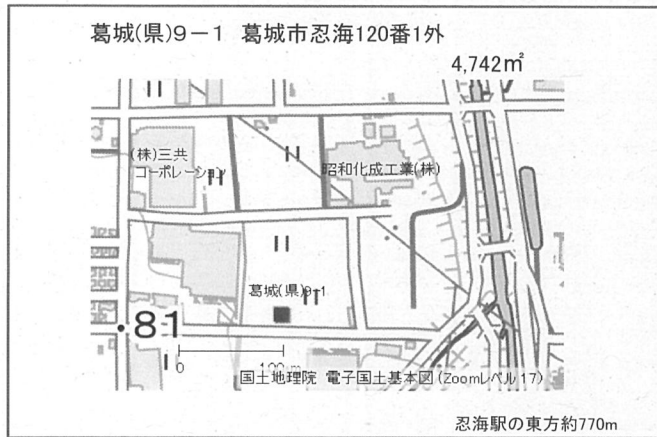 葛城(県)9－1 葛城市忍海120番1外
4,742㎡
(株)三共
コーポレーション
昭和化成工業(株)
葛城(県)9-1
・81
0 100 m
国土地理院 電子国土基本図(Zoomレベル17)
忍海駅の東方約770m